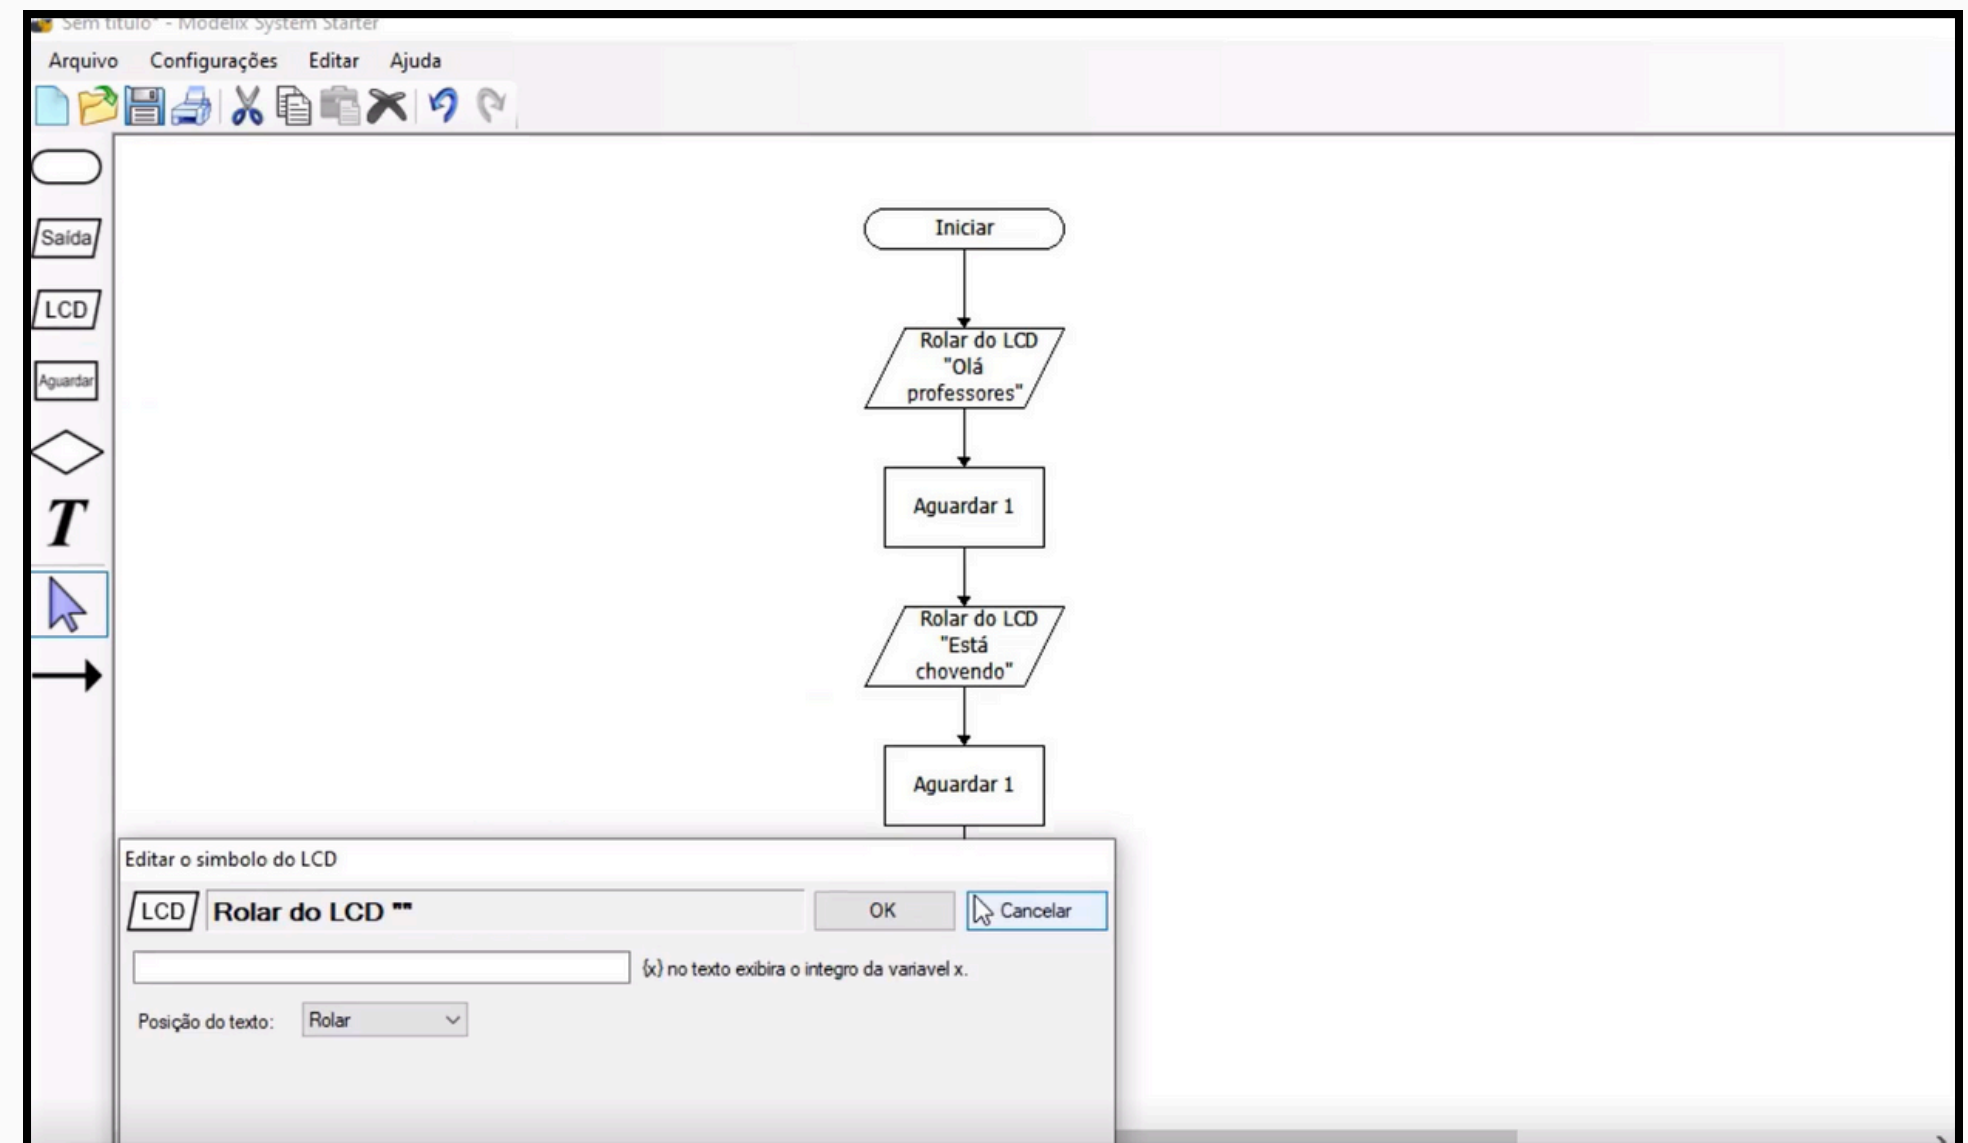 Sem título* - Modelix System Starter
Arquivo Configurações Editar Ajuda
Saída
LCD
Aguardar
T
Iniciar
Rolar do LCD
"Olá
professores"
Aguardar 1
Rolar do LCD
"Está
chovendo"
Aguardar 1
Editar o simbolo do LCD
LCD Rolar do LCD "" OK Cancelar
{x} no texto exibira o integro da variavel x.
Posição do texto: Rolar